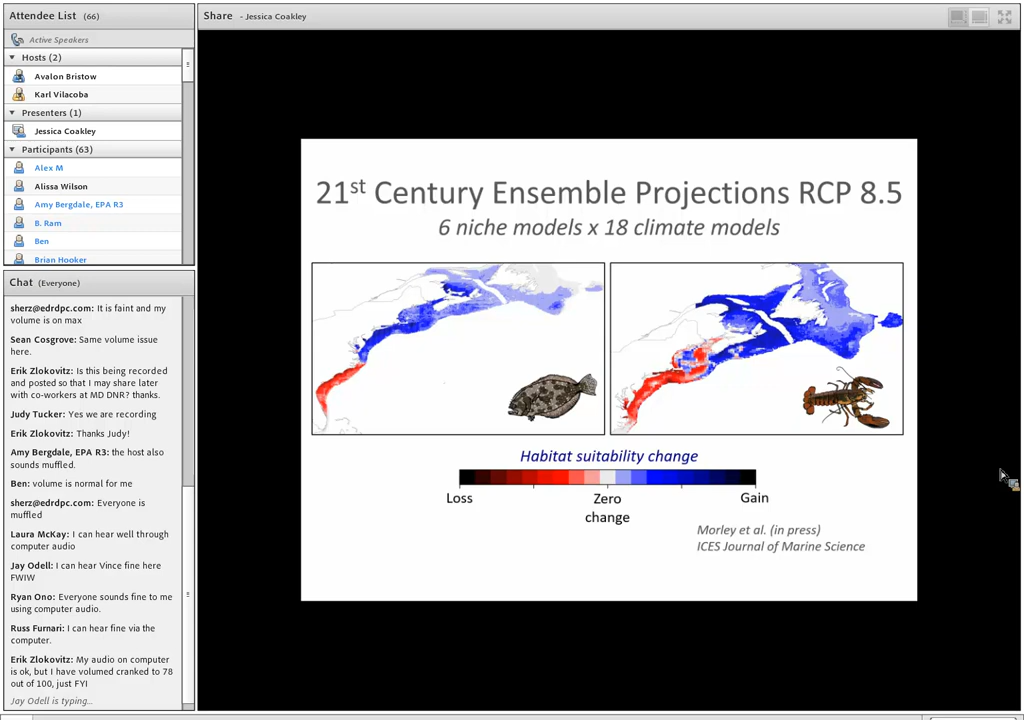 Attendee List (66)
Active Speakers
Hosts (2)
Avalon Bristow
Karl Vilacoba
Presenters (1)
Jessica Coakley
Participants (63)
Alex M
Alissa Wilson
Amy Bergdale, EPA R3
B. Ram
Ben
Brian Hooker
Chat (Everyone)
sherz@edrdpc.com: It is faint and my
volume is on max
Sean Cosgrove: Same volume issue
here.
Erik Zlokovitz: Is this being recorded
and posted so that I may share later
with co-workers at MD DNR? thanks.
Judy Tucker: Yes we are recording
Erik Zlokovitz: Thanks Judy!
Amy Bergdale, EPA R3: the host also
sounds muffled.
Ben: volume is normal for me
sherz@edrdpc.com: Everyone is
muffled
Laura McKay: I can hear well through
computer audio
Jay Odell: I can hear Vince fine here
FWIW
Ryan Ono: Everyone sounds fine to me
using computer audio.
Russ Furnari: I can hear fine via the
computer.
Erik Zlokovitz: My audio on computer
is ok, but I have volumed cranked to 78
out of 100, just FYI
Jay Odell is typing...
Share - Jessica Coakley
21st Century Ensemble Projections RCP 8.5
6 niche models x 18 climate models
Habitat suitability change
Loss
Zero
change
Gain
Morley et al. (in press)
ICES Journal of Marine Science